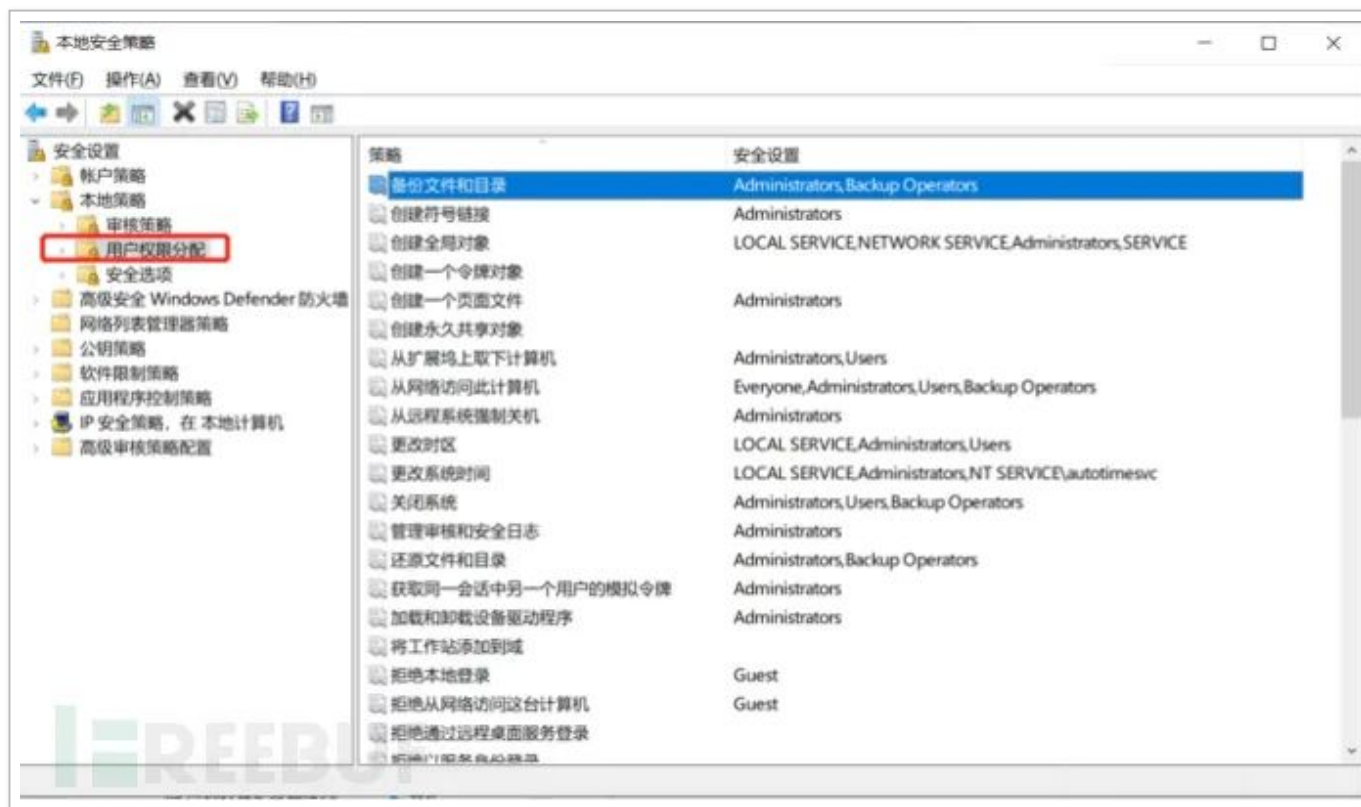 本地安全策略
文件(F) 操作(A) 查看(V) 帮助(H)
安全设置
帐户策略
本地策略
审核策略
用户权限分配
安全选项
高级安全 Windows Defender 防火墙
网络列表管理器策略
公钥策略
软件限制策略
应用程序控制策略
IP 安全策略，在 本地计算机
高级审核策略配置
策略 安全设置
备份文件和目录 Administrators,Backup Operators
创建符号链接 Administrators
创建全局对象 LOCAL SERVICE,NETWORK SERVICE,Administrators,SERVICE
创建一个令牌对象
创建一个页面文件 Administrators
创建永久共享对象
从扩展坞上取下计算机 Administrators,Users
从网络访问此计算机 Everyone,Administrators,Users,Backup Operators
从远程系统强制关机 Administrators
更改时区 LOCAL SERVICE,Administrators,Users
更改系统时间 LOCAL SERVICE,Administrators,NT SERVICE\autotimesvc
关闭系统 Administrators,Users,Backup Operators
管理审核和安全日志 Administrators
还原文件和目录 Administrators,Backup Operators
获取同一会话中另一个用户的模拟令牌 Administrators
加载和卸载设备驱动程序 Administrators
将工作站添加到域
拒绝本地登录 Guest
拒绝从网络访问这台计算机 Guest
拒绝通过远程桌面服务登录
拒绝以服务身份登录
FREEBUF